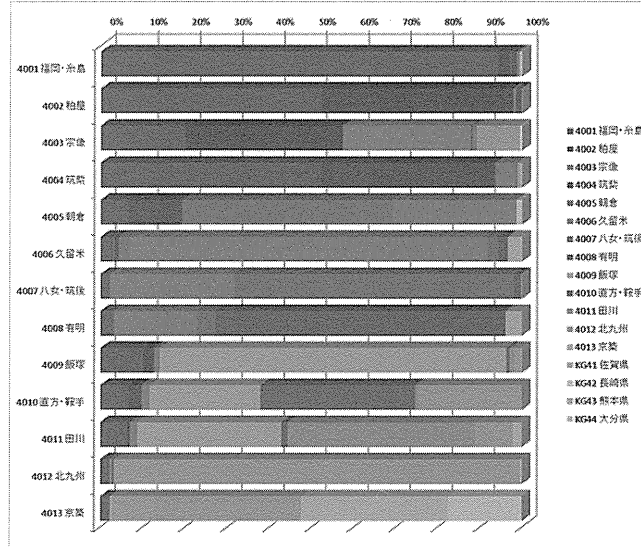 0% 10% 20% 30% 40% 50% 60% 70% 80% 90% 100%
4001 福岡・糸島
4002 粕屋
4003 宗像
4004 筑紫
4005 朝倉
4006 久留米
4007 八女・筑後
4008 有明
4009 飯塚
4010 直方・鞍手
4011 田川
4012 北九州
4013 京築
4001 福岡・糸島
4002 粕屋
4003 宗像
4004 筑紫
4005 朝倉
4006 久留米
4007 八女・筑後
4008 有明
4009 飯塚
4010 直方・鞍手
4011 田川
4012 北九州
4013 京築
KG41 佐賀県
KG42 長崎県
KG43 熊本県
KG44 大分県